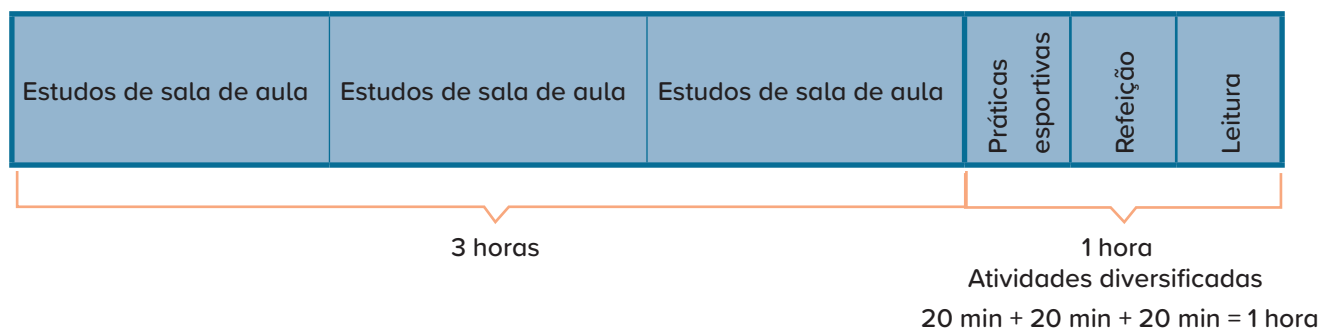 Estudos de sala de aula
Estudos de sala de aula
Estudos de sala de aula
Práticas
esportivas
Refeição
Leitura
3 horas
1 hora
Atividades diversificadas
20 min + 20 min + 20 min = 1 hora